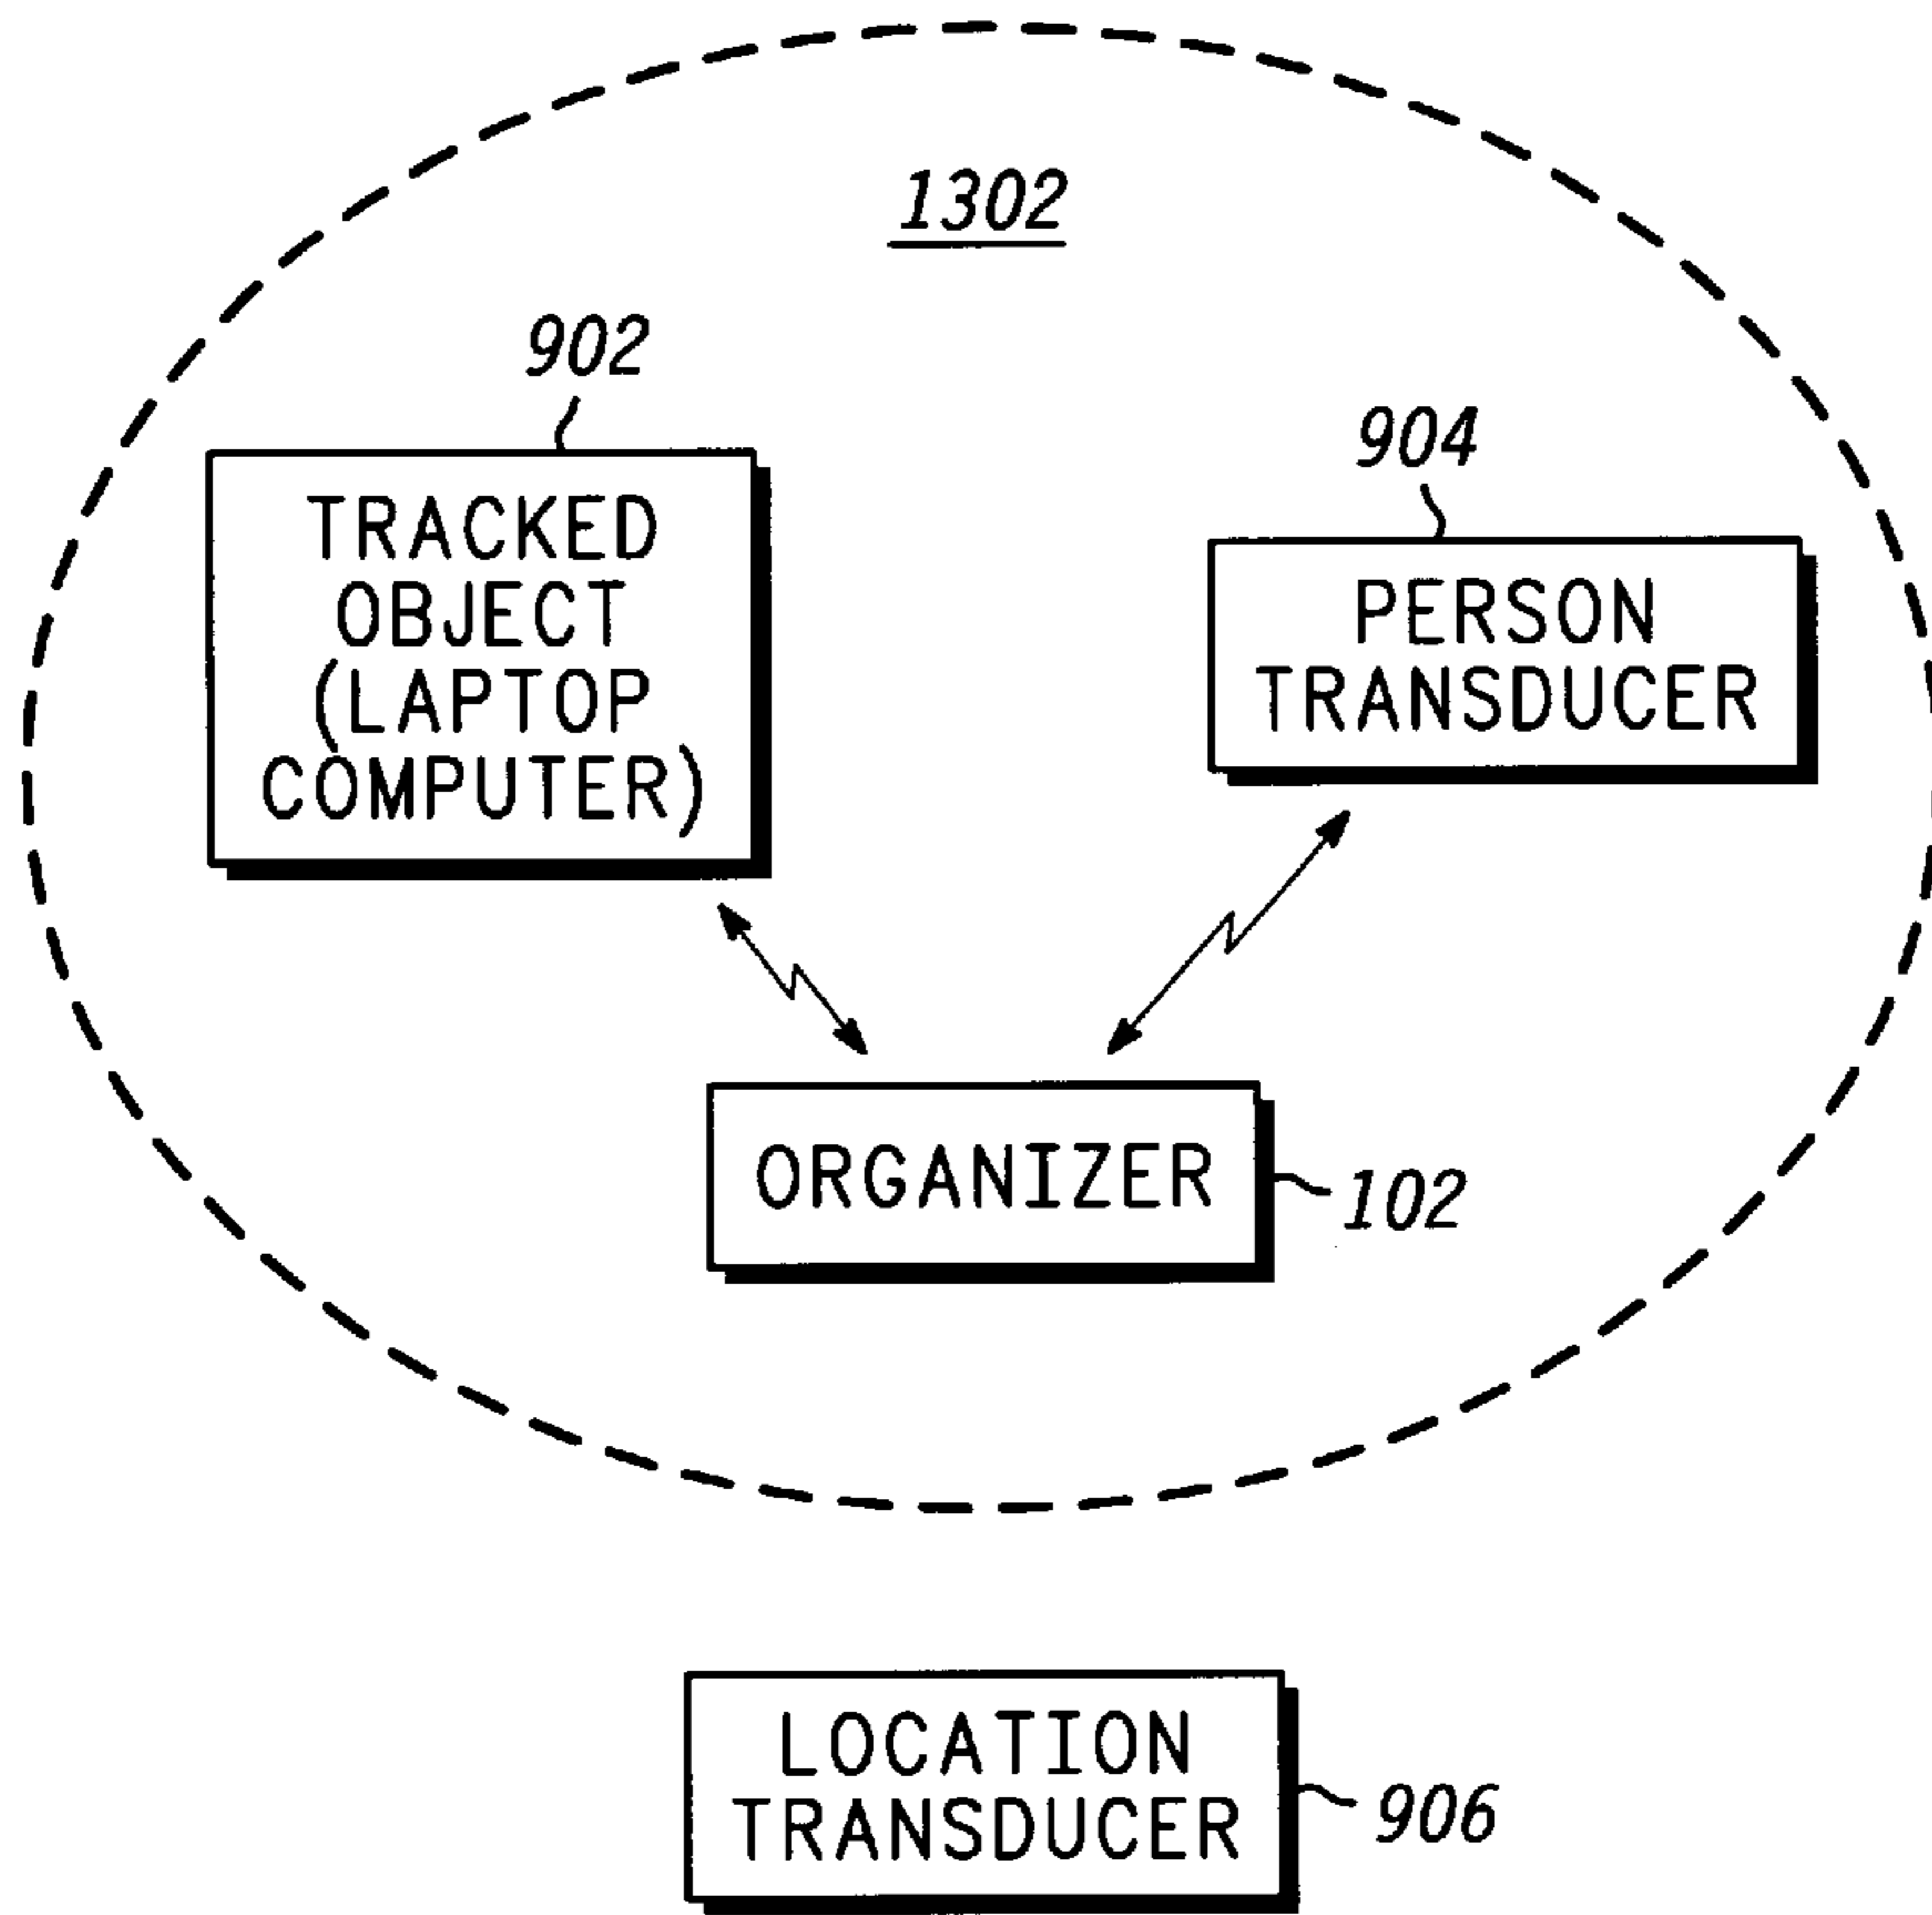 1302
902
TRACKED
OBJECT
(LAPTOP
COMPUTER)
904
PERSON
TRANSDUCER
ORGANIZER
102
LOCATION
TRANSDUCER
906